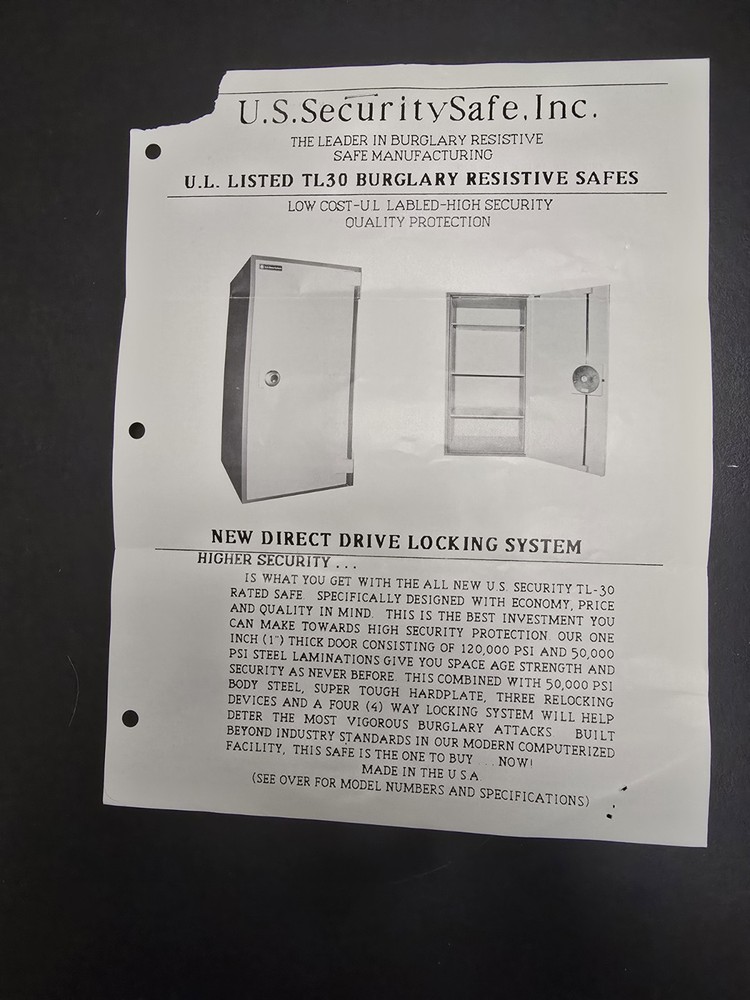 U.S.SecuritySafe,Inc.
THE LEADER IN BURGLARY RESISTIVE
SAFE MANUFACTURING
U.L. LISTED TL30 BURGLARY RESISTIVE SAFES
LOW COST-U.L LABLED-HIGH SECURITY
QUALITY PROTECTION
NEW DIRECT DRIVE LOCKING SYSTEM
HIGHER SECURITY . . .
IS WHAT YOU GET WITH THE ALL NEW U.S. SECURITY TL-30
RATED SAFE. SPECIFICALLY DESIGNED WITH ECONOMY, PRICE
AND QUALITY IN MIND. THIS IS THE BEST INVESTMENT YOU
CAN MAKE TOWARDS HIGH SECURITY PROTECTION. OUR ONE
INCH (1") THICK DOOR CONSISTING OF 120,000 PSI AND 50,000
PSI STEEL LAMINATIONS GIVE YOU SPACE AGE STRENGTH AND
SECURITY AS NEVER BEFORE. THIS COMBINED WITH 50,000 PSI
BODY STEEL, SUPER TOUGH HARDPLATE, THREE RELOCKING
DEVICES AND A FOUR (4) WAY LOCKING SYSTEM WILL HELP
DETER THE MOST VIGOROUS BURGLARY ATTACKS BUILT
BEYOND INDUSTRY STANDARDS IN OUR MODERN COMPUTERIZED
FACILITY, THIS SAFE IS THE ONE TO BUY . . . NOW!
MADE IN THE U S A
(SEE OVER FOR MODEL NUMBERS AND SPECIFICATIONS)